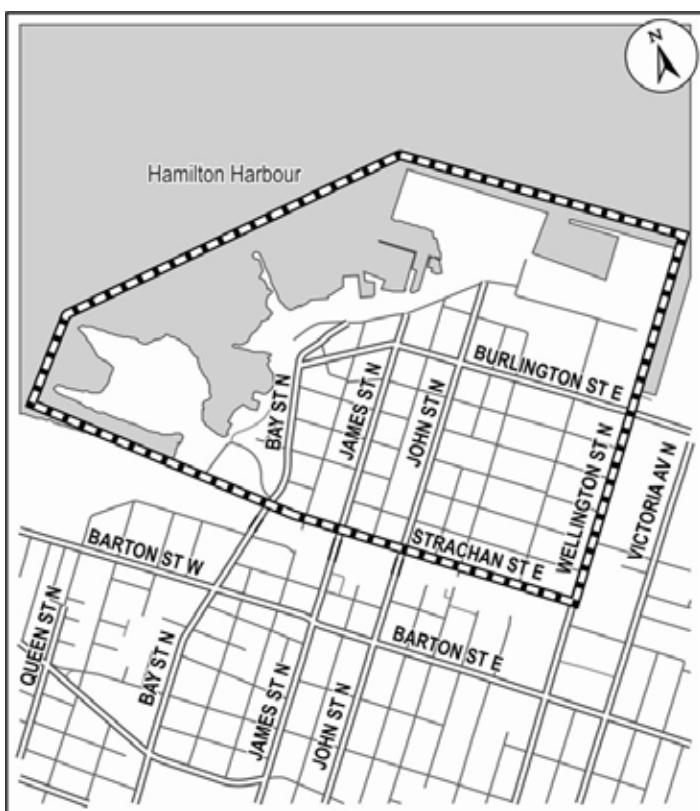 N
Hamilton Harbour
BURLINGTON ST E
BAY ST N
JAMES ST N
JOHN ST N
WELLINGTON ST N
VICTORIA AV N
STRACHAN ST E
BARTON ST W
BARTON ST E
QUEEN ST N
BAY ST N
JAMES ST N
JOHN ST N